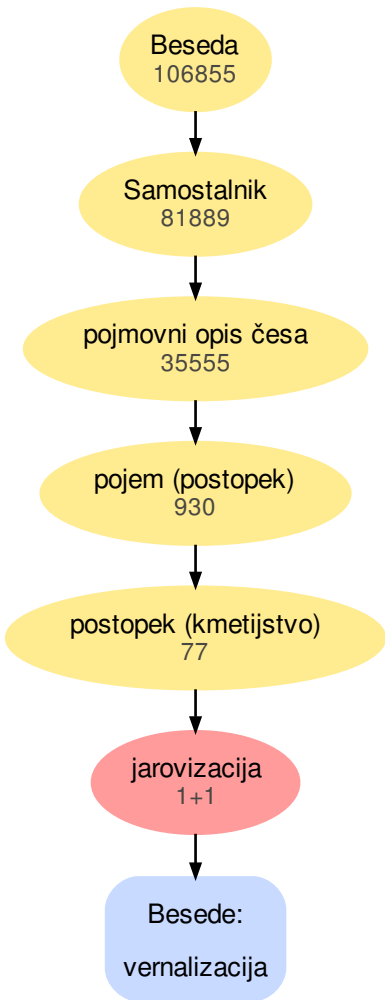 Beseda
106855
Samostalnik
81889
pojmovni opis česa
35555
pojem (postopek)
930
postopek (kmetijstvo)
77
jarovizacija
1+1
Besede:
vernalizacija